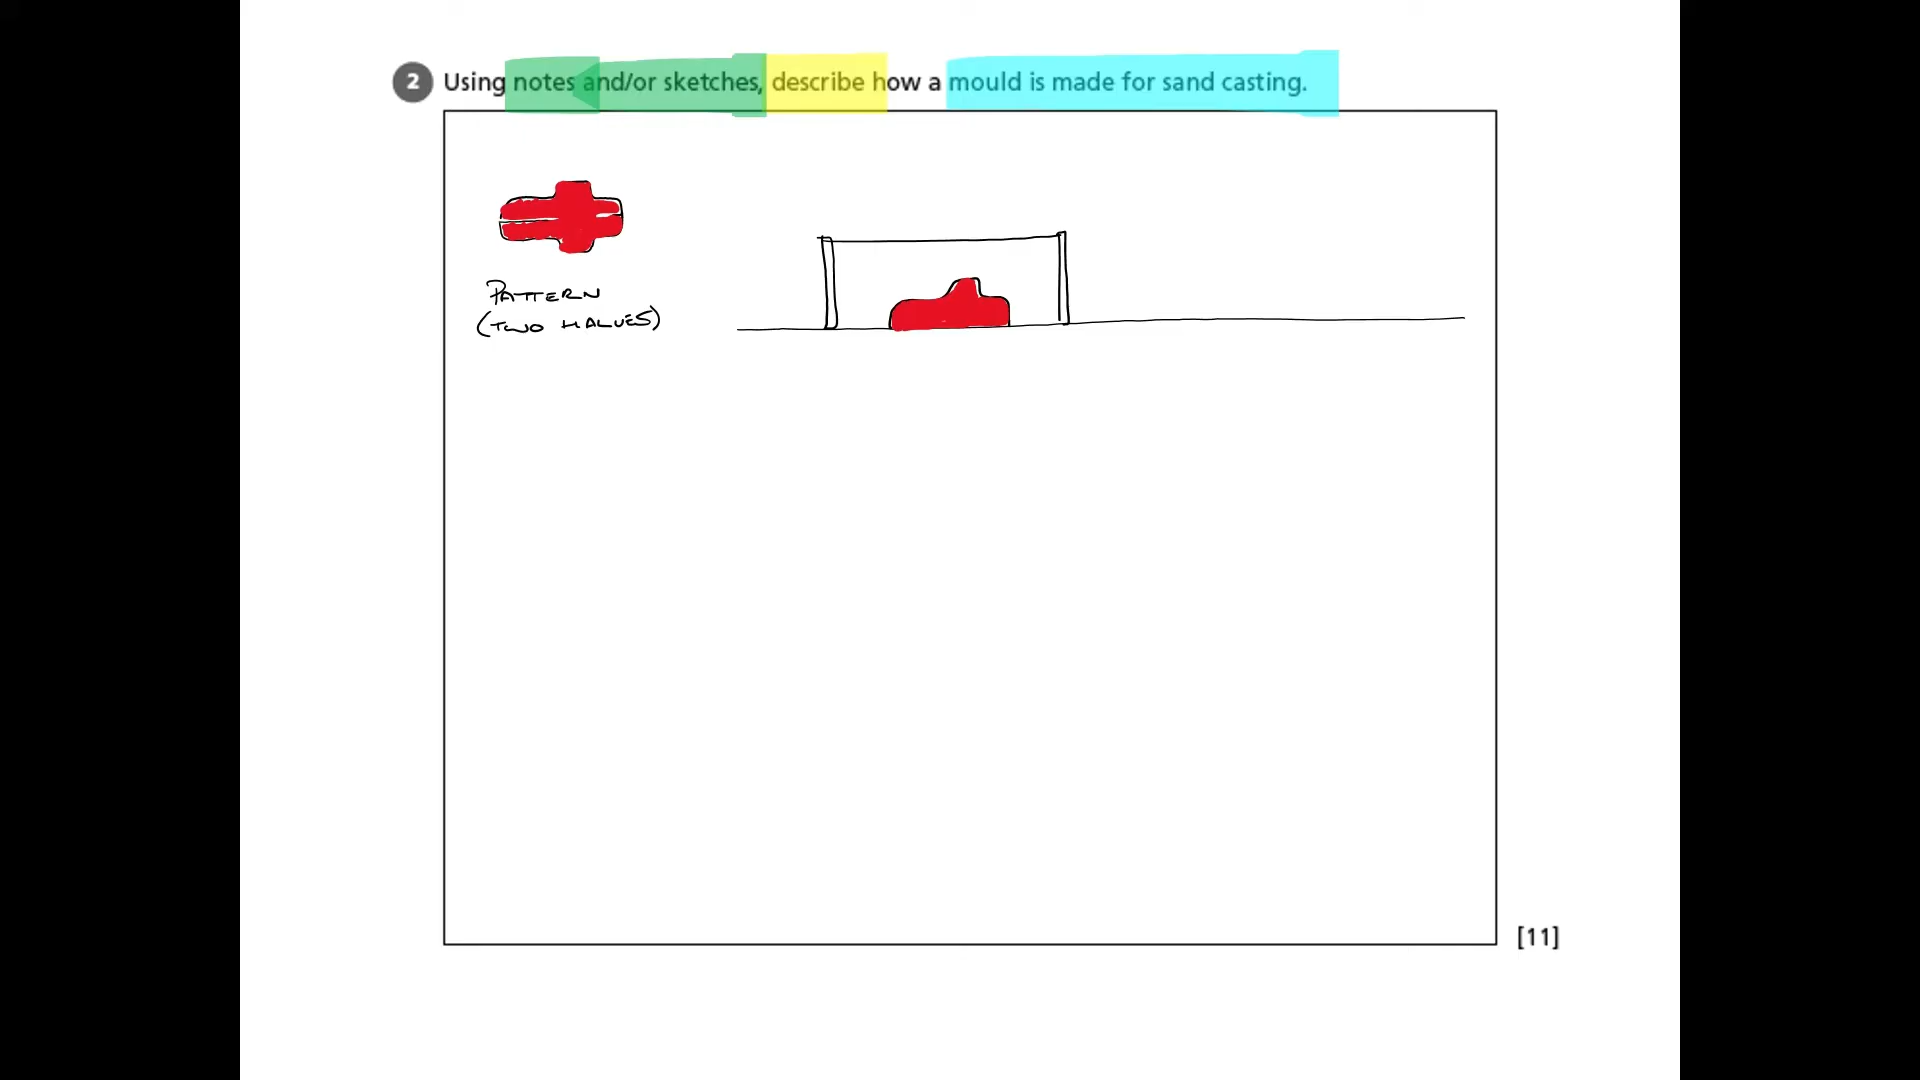 2 Using notes and/or sketches, describe how a mould is made for sand casting.
PATTERN
(TWO HALVES)
[11]